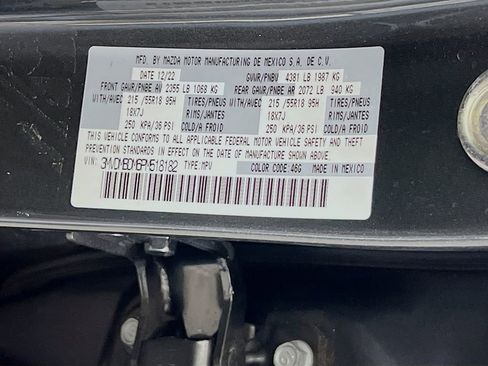 MFD. BY MAZDA MOTOR MANUFACTURING DE MEXICO S.A. DE C.V.
DATE 12/22 GVWR/PNBV 4381 LB 1987 KG
FRONT GAWR/PNBE AV 2355 LB 1068 KG REAR GAWR/PNBE AR 2072 LB 940 KG
WITH/AVEC 215/55R18 95H TIRES/PNEUS WITH/AVEC 215/55R18 95H TIRES/PNEUS
18X7J RIMS/JANTES 18X7J RIMS/JANTES
250 KPA/36 PSI COLD/A FROID 250 KPA/36 PSI COLD/A FROID
THIS VEHICLE CONFORMS TO ALL APPLICABLE FEDERAL MOTOR VEHICLE SAFETY AND THEFT
PREVENTION STANDARDS IN EFFECT ON THE DATE OF MANUFACTURE SHOWN ABOVE.
VIN: TYPE: MPV COLOR CODE: 46G MADE IN MEXICO